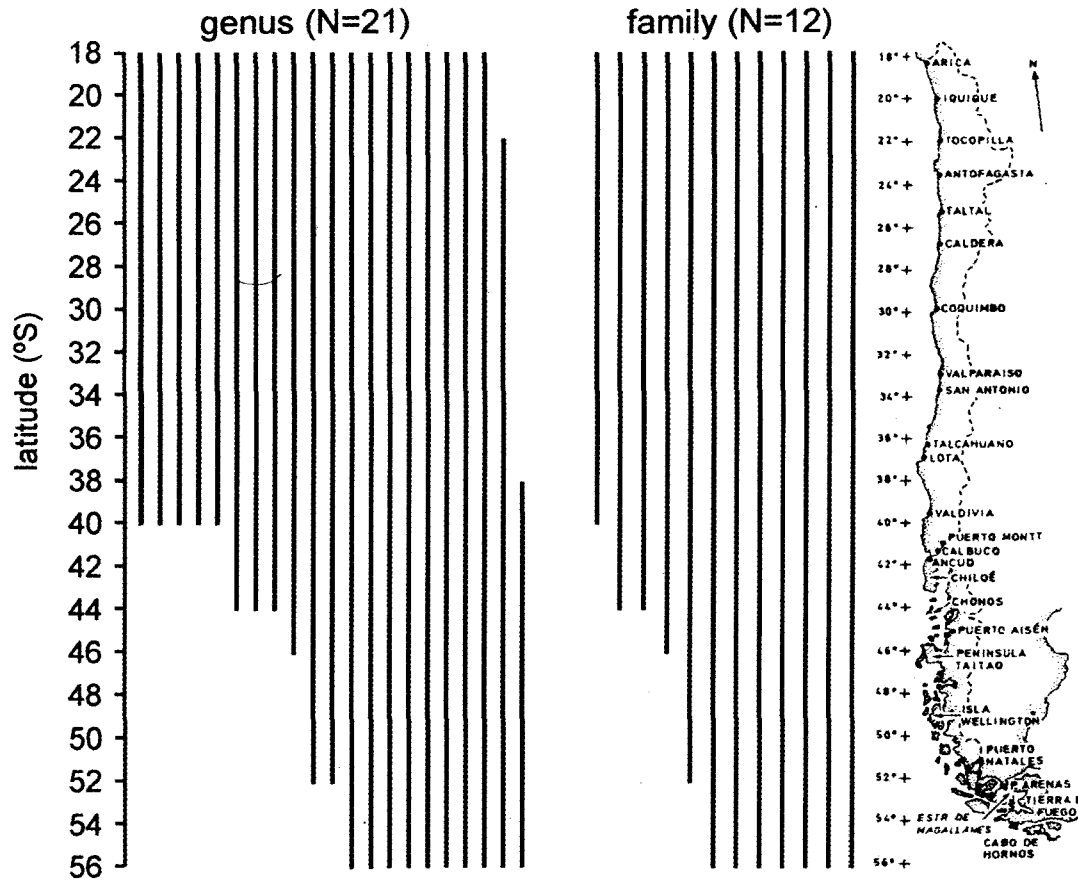 genus (N=21)
family (N=12)
latitude (ºS)
18
20
22
24
26
28
30
32
34
36
38
40
42
44
46
48
50
52
54
56
N
18° +
ARICA
20° +
IQUIQUE
22° +
TOCOPILLA
24° +
ANTOFAGASTA
TALTAL
26° +
CALDERA
28° +
30° +
COQUIMBO
32° +
VALPARAISO
34° +
SAN ANTONIO
36° +
TALCAHUANO
LOTA
38° +
40° +
VALDIVIA
PUERTO MONTT
CALBUCO
42° +
ANCUD
CHILOÉ
44° +
CHONOS
PUERTO AISÉN
46° +
PENINSULA
TAITAO
48° +
ISLA
WELLINGTON
50° +
PUERTO
NATALES
52° +
P. ARENAS
TIERRA D
FUEGO
54° +
ESTR DE
MAGALLANES
CABO DE
HORNOS
56° +